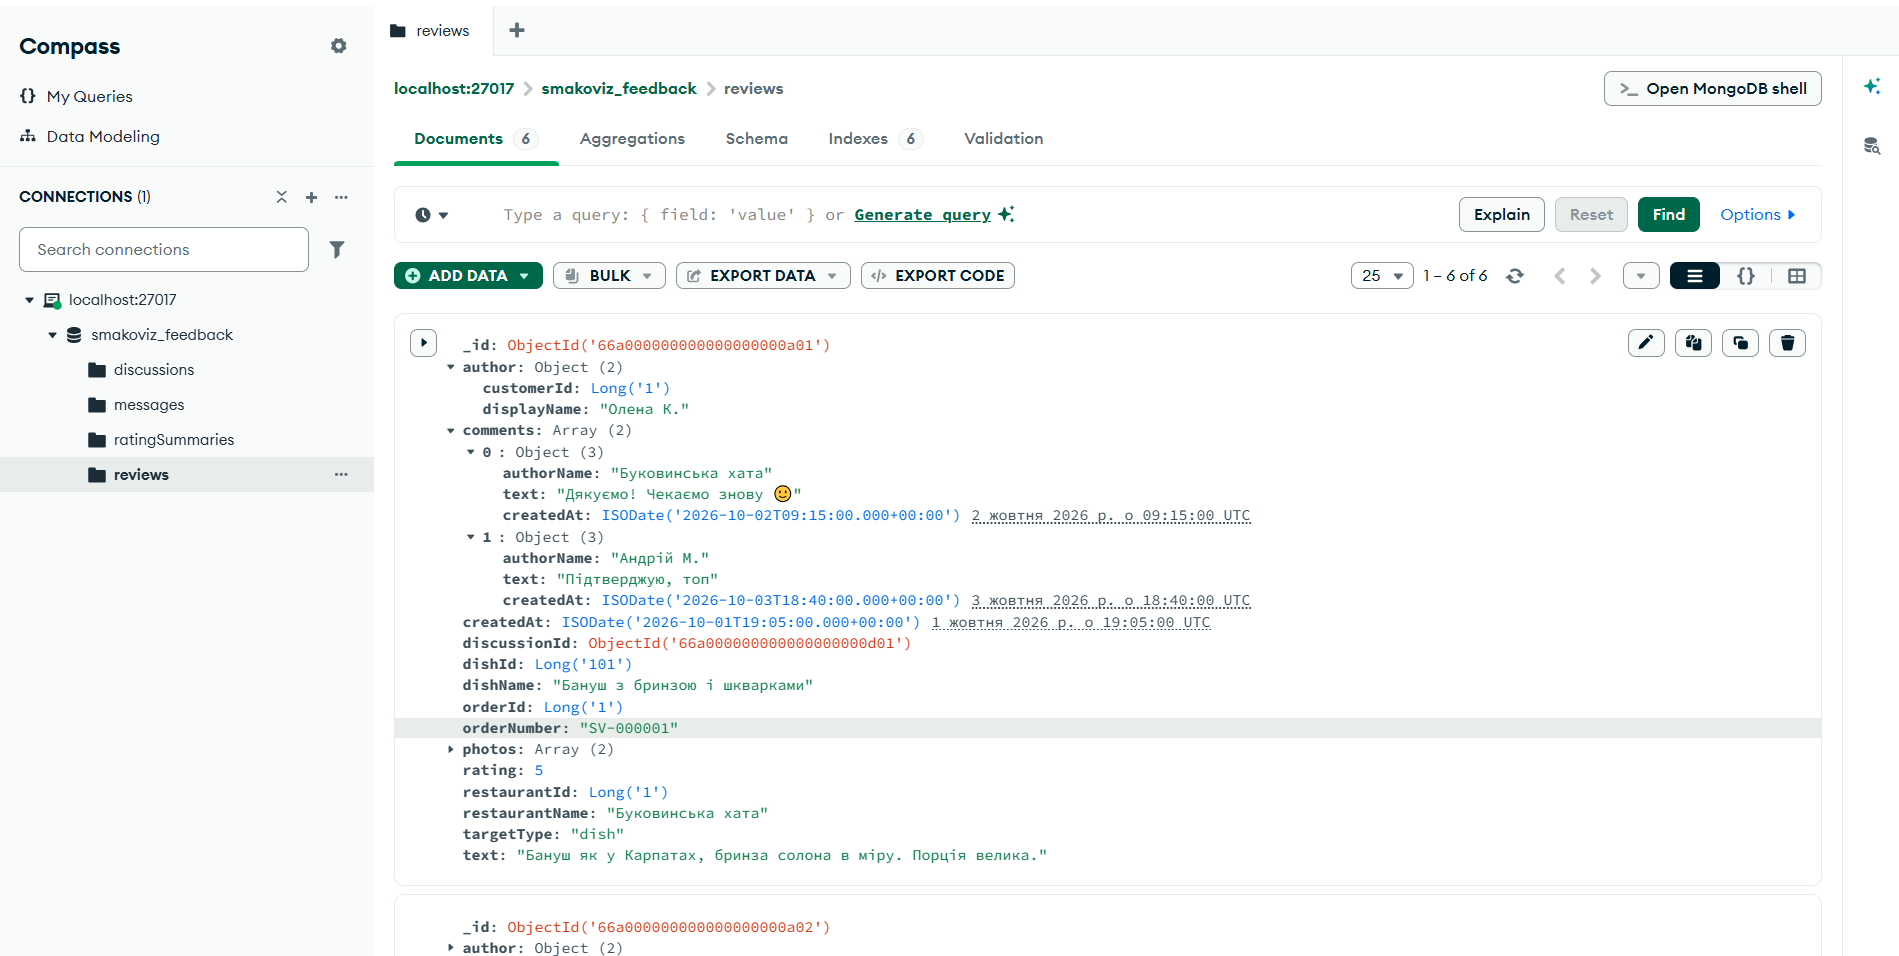 Compass
My Queries
Data Modeling
CONNECTIONS (1)
Search connections
localhost:27017
smakoviz_feedback
discussions
messages
ratingSummaries
reviews
reviews
localhost:27017 > smakoviz_feedback > reviews
>_ Open MongoDB shell
Documents 6 Aggregations Schema Indexes 6 Validation
Type a query: { field: 'value' } or Generate query
Explain Reset Find Options
ADD DATA BULK EXPORT DATA EXPORT CODE
25 1 – 6 of 6
_id: ObjectId('66a000000000000000000a01')
author: Object (2)
customerId: Long('1')
displayName: "Олена К."
comments: Array (2)
0 : Object (3)
authorName: "Буковинська хата"
text: "Дякуємо! Чекаємо знову 🙂"
createdAt: ISODate('2026-10-02T09:15:00.000+00:00') 2 жовтня 2026 р. о 09:15:00 UTC
1 : Object (3)
authorName: "Андрій М."
text: "Підтверджую, топ"
createdAt: ISODate('2026-10-03T18:40:00.000+00:00') 3 жовтня 2026 р. о 18:40:00 UTC
createdAt: ISODate('2026-10-01T19:05:00.000+00:00') 1 жовтня 2026 р. о 19:05:00 UTC
discussionId: ObjectId('66a000000000000000000d01')
dishId: Long('101')
dishName: "Бануш з бринзою і шкварками"
orderId: Long('1')
orderNumber: "SV-000001"
photos: Array (2)
rating: 5
restaurantId: Long('1')
restaurantName: "Буковинська хата"
targetType: "dish"
text: "Бануш як у Карпатах, бринза солона в міру. Порція велика."
_id: ObjectId('66a000000000000000000a02')
author: Object (2)